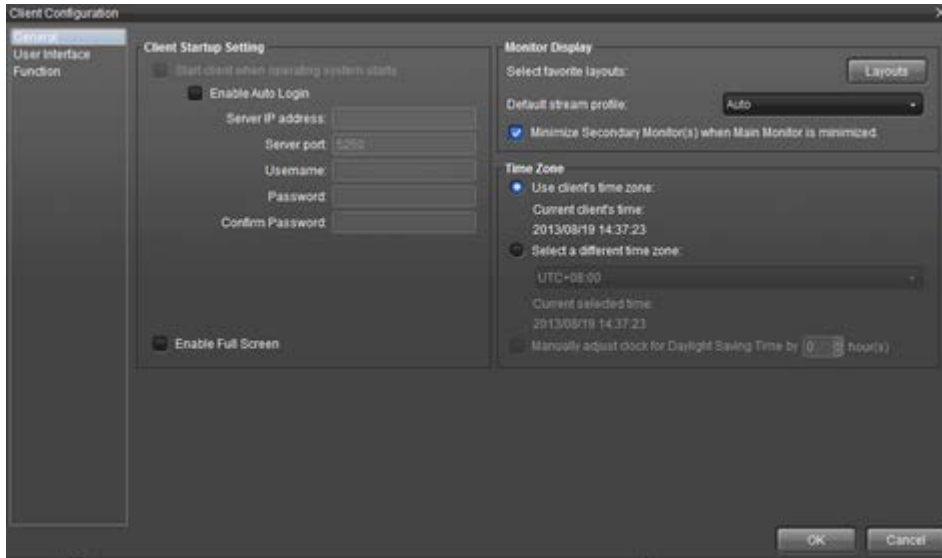 Client Configuration
General
User Interface
Function
Client Startup Setting
Start client when operating system starts
Enable Auto Login
Server IP address:
Server port: 5250
Username:
Password:
Confirm Password:
Enable Full Screen
Monitor Display
Select favorite layouts:
Layouts
Default stream profile:
Auto
Minimize Secondary Monitor(s) when Main Monitor is minimized.
Time Zone
Use client's time zone:
Current client's time:
2013/08/19 14:37:23
Select a different time zone:
UTC+08:00
Current selected time:
2013/08/19 14:37:23
Manually adjust clock for Daylight Saving Time by 0 hour(s)
OK
Cancel